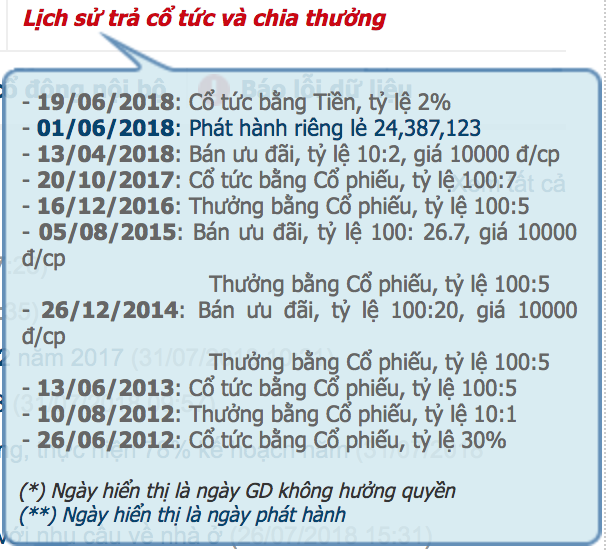 Lịch sử trả cổ tức và chia thưởng
- 19/06/2018: Cổ tức bằng Tiền, tỷ lệ 2%
- 01/06/2018: Phát hành riêng lẻ 24,387,123
- 13/04/2018: Bán ưu đãi, tỷ lệ 10:2, giá 10000 đ/cp
- 20/10/2017: Cổ tức bằng Cổ phiếu, tỷ lệ 100:7
- 16/12/2016: Thưởng bằng Cổ phiếu, tỷ lệ 100:5
- 05/08/2015: Bán ưu đãi, tỷ lệ 100: 26.7, giá 10000
đ/cp
Thưởng bằng Cổ phiếu, tỷ lệ 100:5
- 26/12/2014: Bán ưu đãi, tỷ lệ 100:20, giá 10000
đ/cp
Thưởng bằng Cổ phiếu, tỷ lệ 100:5
- 13/06/2013: Cổ tức bằng Cổ phiếu, tỷ lệ 100:5
- 10/08/2012: Thưởng bằng Cổ phiếu, tỷ lệ 10:1
- 26/06/2012: Cổ tức bằng Cổ phiếu, tỷ lệ 30%
(*) Ngày hiển thị là ngày GD không hưởng quyền
(**) Ngày hiển thị là ngày phát hành